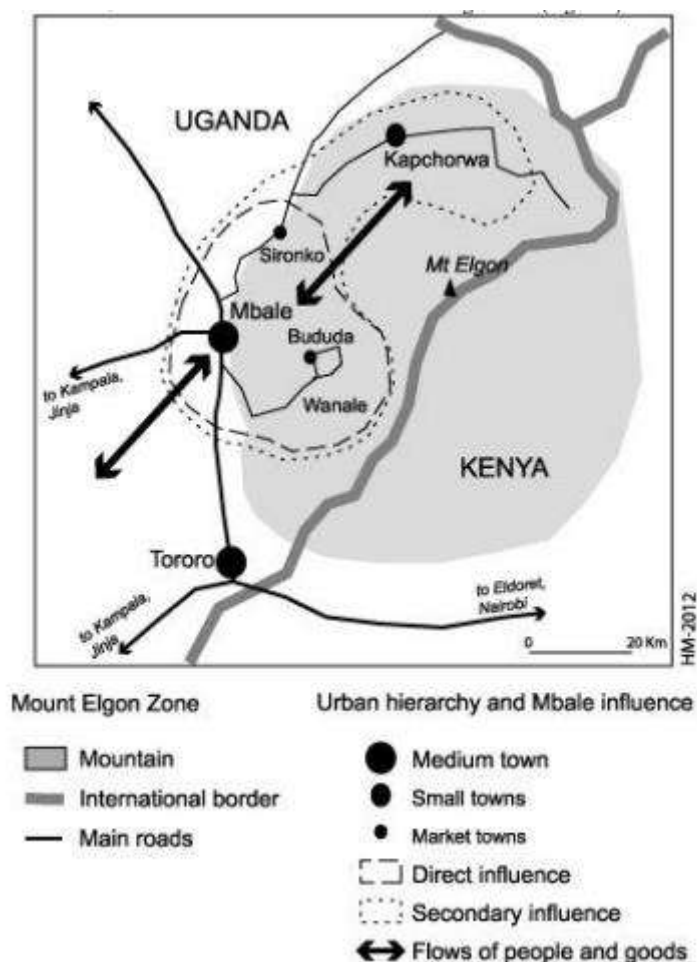 UGANDA
Kapchorwa
Sironko
Mt Elgon
Mbale
Bududa
to Kampala,
Jinja
Wanale
KENYA
Tororo
to Kampala,
Jinja
to Eldoret,
Nairobi
0 20 Km
HM-2012
Mount Elgon Zone
Mountain
International border
Main roads
Urban hierarchy and Mbale influence
Medium town
Small towns
Market towns
Direct influence
Secondary influence
Flows of people and goods